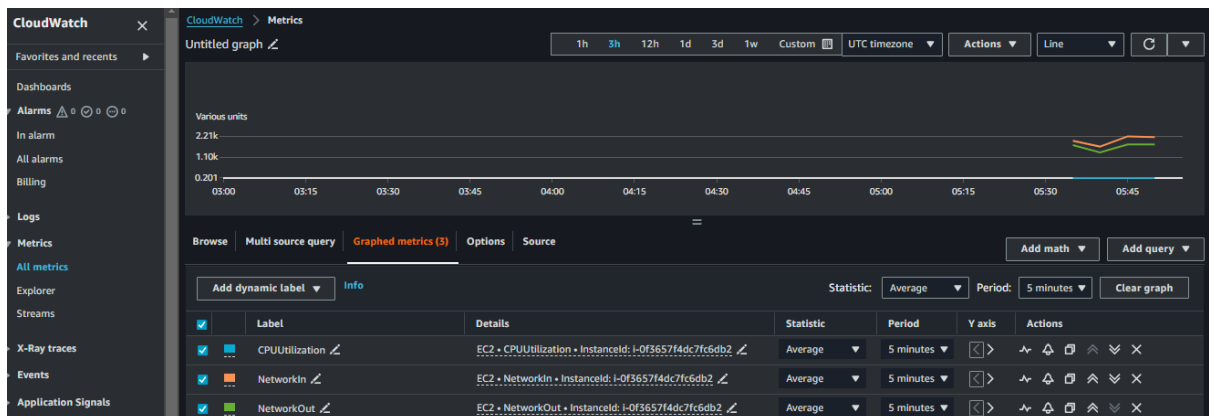 CloudWatch
Favorites and recents
Dashboards
Alarms 0 0 0
In alarm
All alarms
Billing
Logs
Metrics
All metrics
Explorer
Streams
X-Ray traces
Events
Application Signals
CloudWatch > Metrics
Untitled graph
1h 3h 12h 1d 3d 1w Custom UTC timezone Actions Line
Various units
2.21k
1.10k
0.201
03:00 03:15 03:30 03:45 04:00 04:15 04:30 04:45 05:00 05:15 05:30 05:45
Browse Multi source query Graphed metrics (3) Options Source
Add math Add query
Add dynamic label Info Statistic: Average Period: 5 minutes Clear graph
Label Details Statistic Period Y axis Actions
CPUUtilization EC2 • CPUUtilization • InstanceId: i-0f3657f4dc7fc6db2 Average 5 minutes
NetworkIn EC2 • NetworkIn • InstanceId: i-0f3657f4dc7fc6db2 Average 5 minutes
NetworkOut EC2 • NetworkOut • InstanceId: i-0f3657f4dc7fc6db2 Average 5 minutes